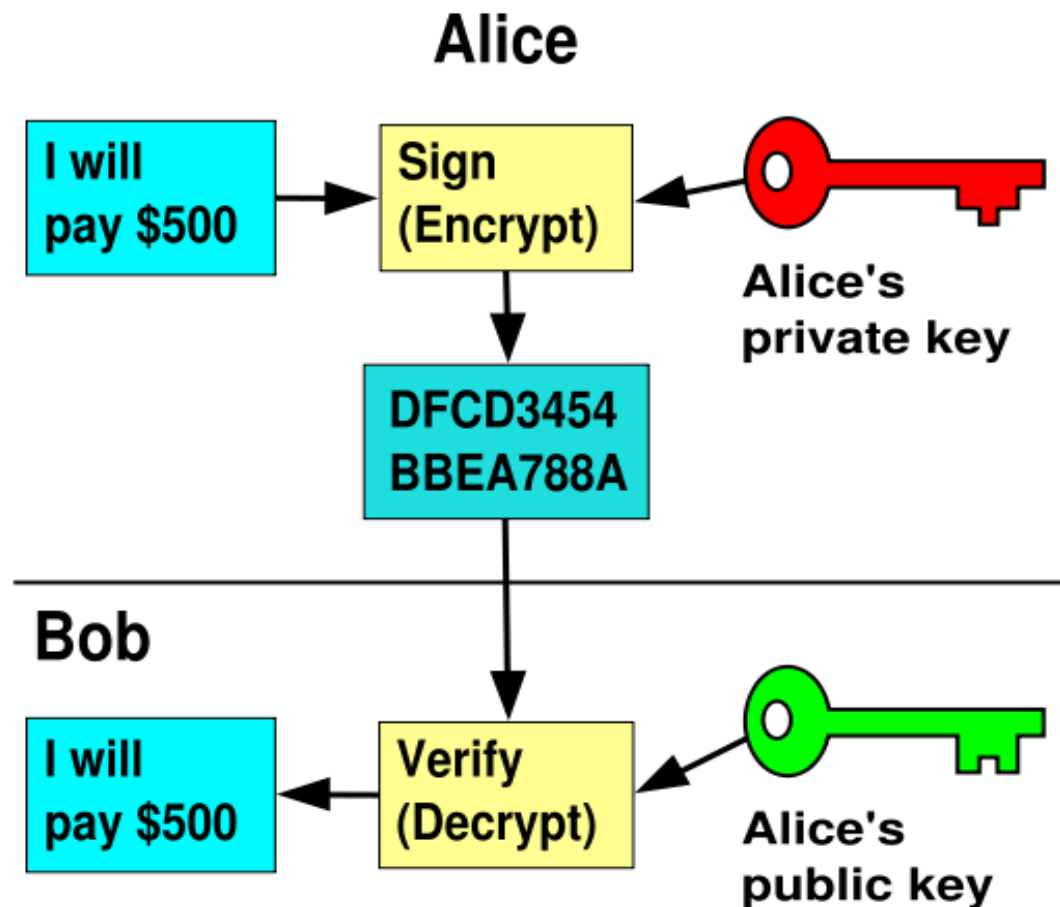 Alice
I will
pay $500
Sign
(Encrypt)
Alice's
private key
DFCD3454
BBEA788A
Bob
I will
pay $500
Verify
(Decrypt)
Alice's
public key